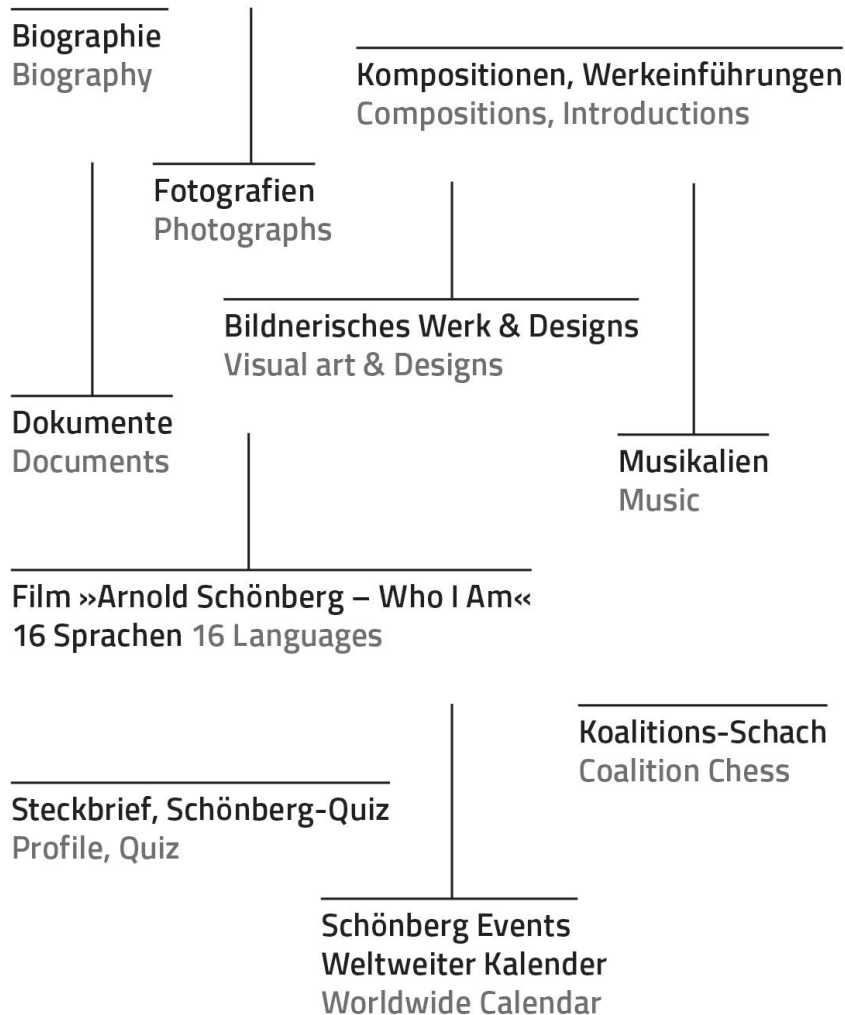 Biographie
Biography
Kompositionen, Werkeinführungen
Compositions, Introductions
Fotografien
Photographs
Bildnerisches Werk & Designs
Visual art & Designs
Dokumente
Documents
Musikalien
Music
Film »Arnold Schönberg – Who I Am«
16 Sprachen 16 Languages
Koalitions-Schach
Coalition Chess
Steckbrief, Schönberg-Quiz
Profile, Quiz
Schönberg Events
Weltweiter Kalender
Worldwide Calendar